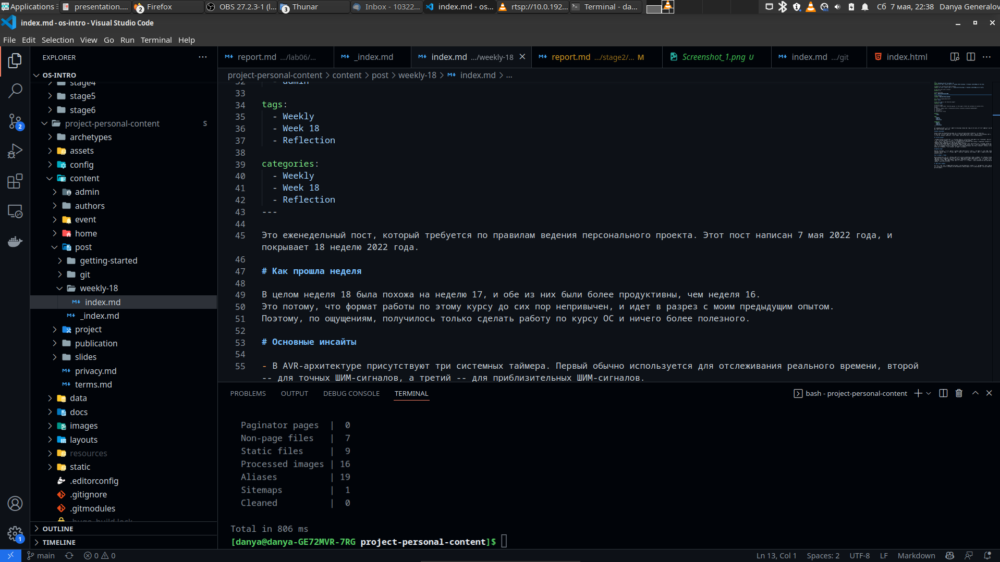 Applications
presentation....
2 Firefox
OBS 27.2.3-1 (l...
3 Thunar
Inbox - 10322...
index.md - os...
rtsp://10.0.192...
Terminal - da...
Сб 7 мая, 22:38
Danya Generalov
index.md - os-intro - Visual Studio Code
File Edit Selection View Go Run Terminal Help
EXPLORER
OS-INTRO
stage4
stage5
stage6
project-personal-content S
archetypes
assets
config
content
admin
authors
event
home
post
getting-started
git
weekly-18
index.md
_index.md
project
publication
slides
privacy.md
terms.md
data
docs
images
layouts
resources
static
.editorconfig
.gitignore
.gitmodules
.hugo_build.lock
OUTLINE
TIMELINE
2
1
report.md .../lab06/...
_index.md
index.md .../weekly-18
report.md .../stage2/... M
Screenshot_1.png U
index.md .../git
index.html
project-personal-content > content > post > weekly-18 > index.md > ...
32 - admin
33
34 tags:
35 - Weekly
36 - Week 18
37 - Reflection
38
39 categories:
40 - Weekly
41 - Week 18
42 - Reflection
43 ---
44
45 Это еженедельный пост, который требуется по правилам ведения персонального проекта. Этот пост написан 7 мая 2022 года, и
покрывает 18 неделю 2022 года.
46
47 # Как прошла неделя
48
49 В целом неделя 18 была похожа на неделю 17, и обе из них были более продуктивны, чем неделя 16.
50 Это потому, что формат работы по этому курсу до сих пор непривычен, и идет в разрез с моим предыдущим опытом.
51 Поэтому, по ощущениям, получилось только сделать работу по курсу ОС и ничего более полезного.
52
53 # Основные инсайты
54
55 - В AVR-архитектуре присутствуют три системных таймера. Первый обычно используется для отслеживания реального времени, второй
-- для точных ШИМ-сигналов, а третий -- для приблизительных ШИМ-сигналов.
PROBLEMS OUTPUT DEBUG CONSOLE TERMINAL
bash - project-personal-content
Paginator pages | 0
Non-page files | 7
Static files | 9
Processed images | 16
Aliases | 19
Sitemaps | 1
Cleaned | 0
Total in 806 ms
[danya@danya-GE72MVR-7RG project-personal-content]$
main
0 0
Ln 13, Col 1
Spaces: 2
UTF-8
LF
Markdown